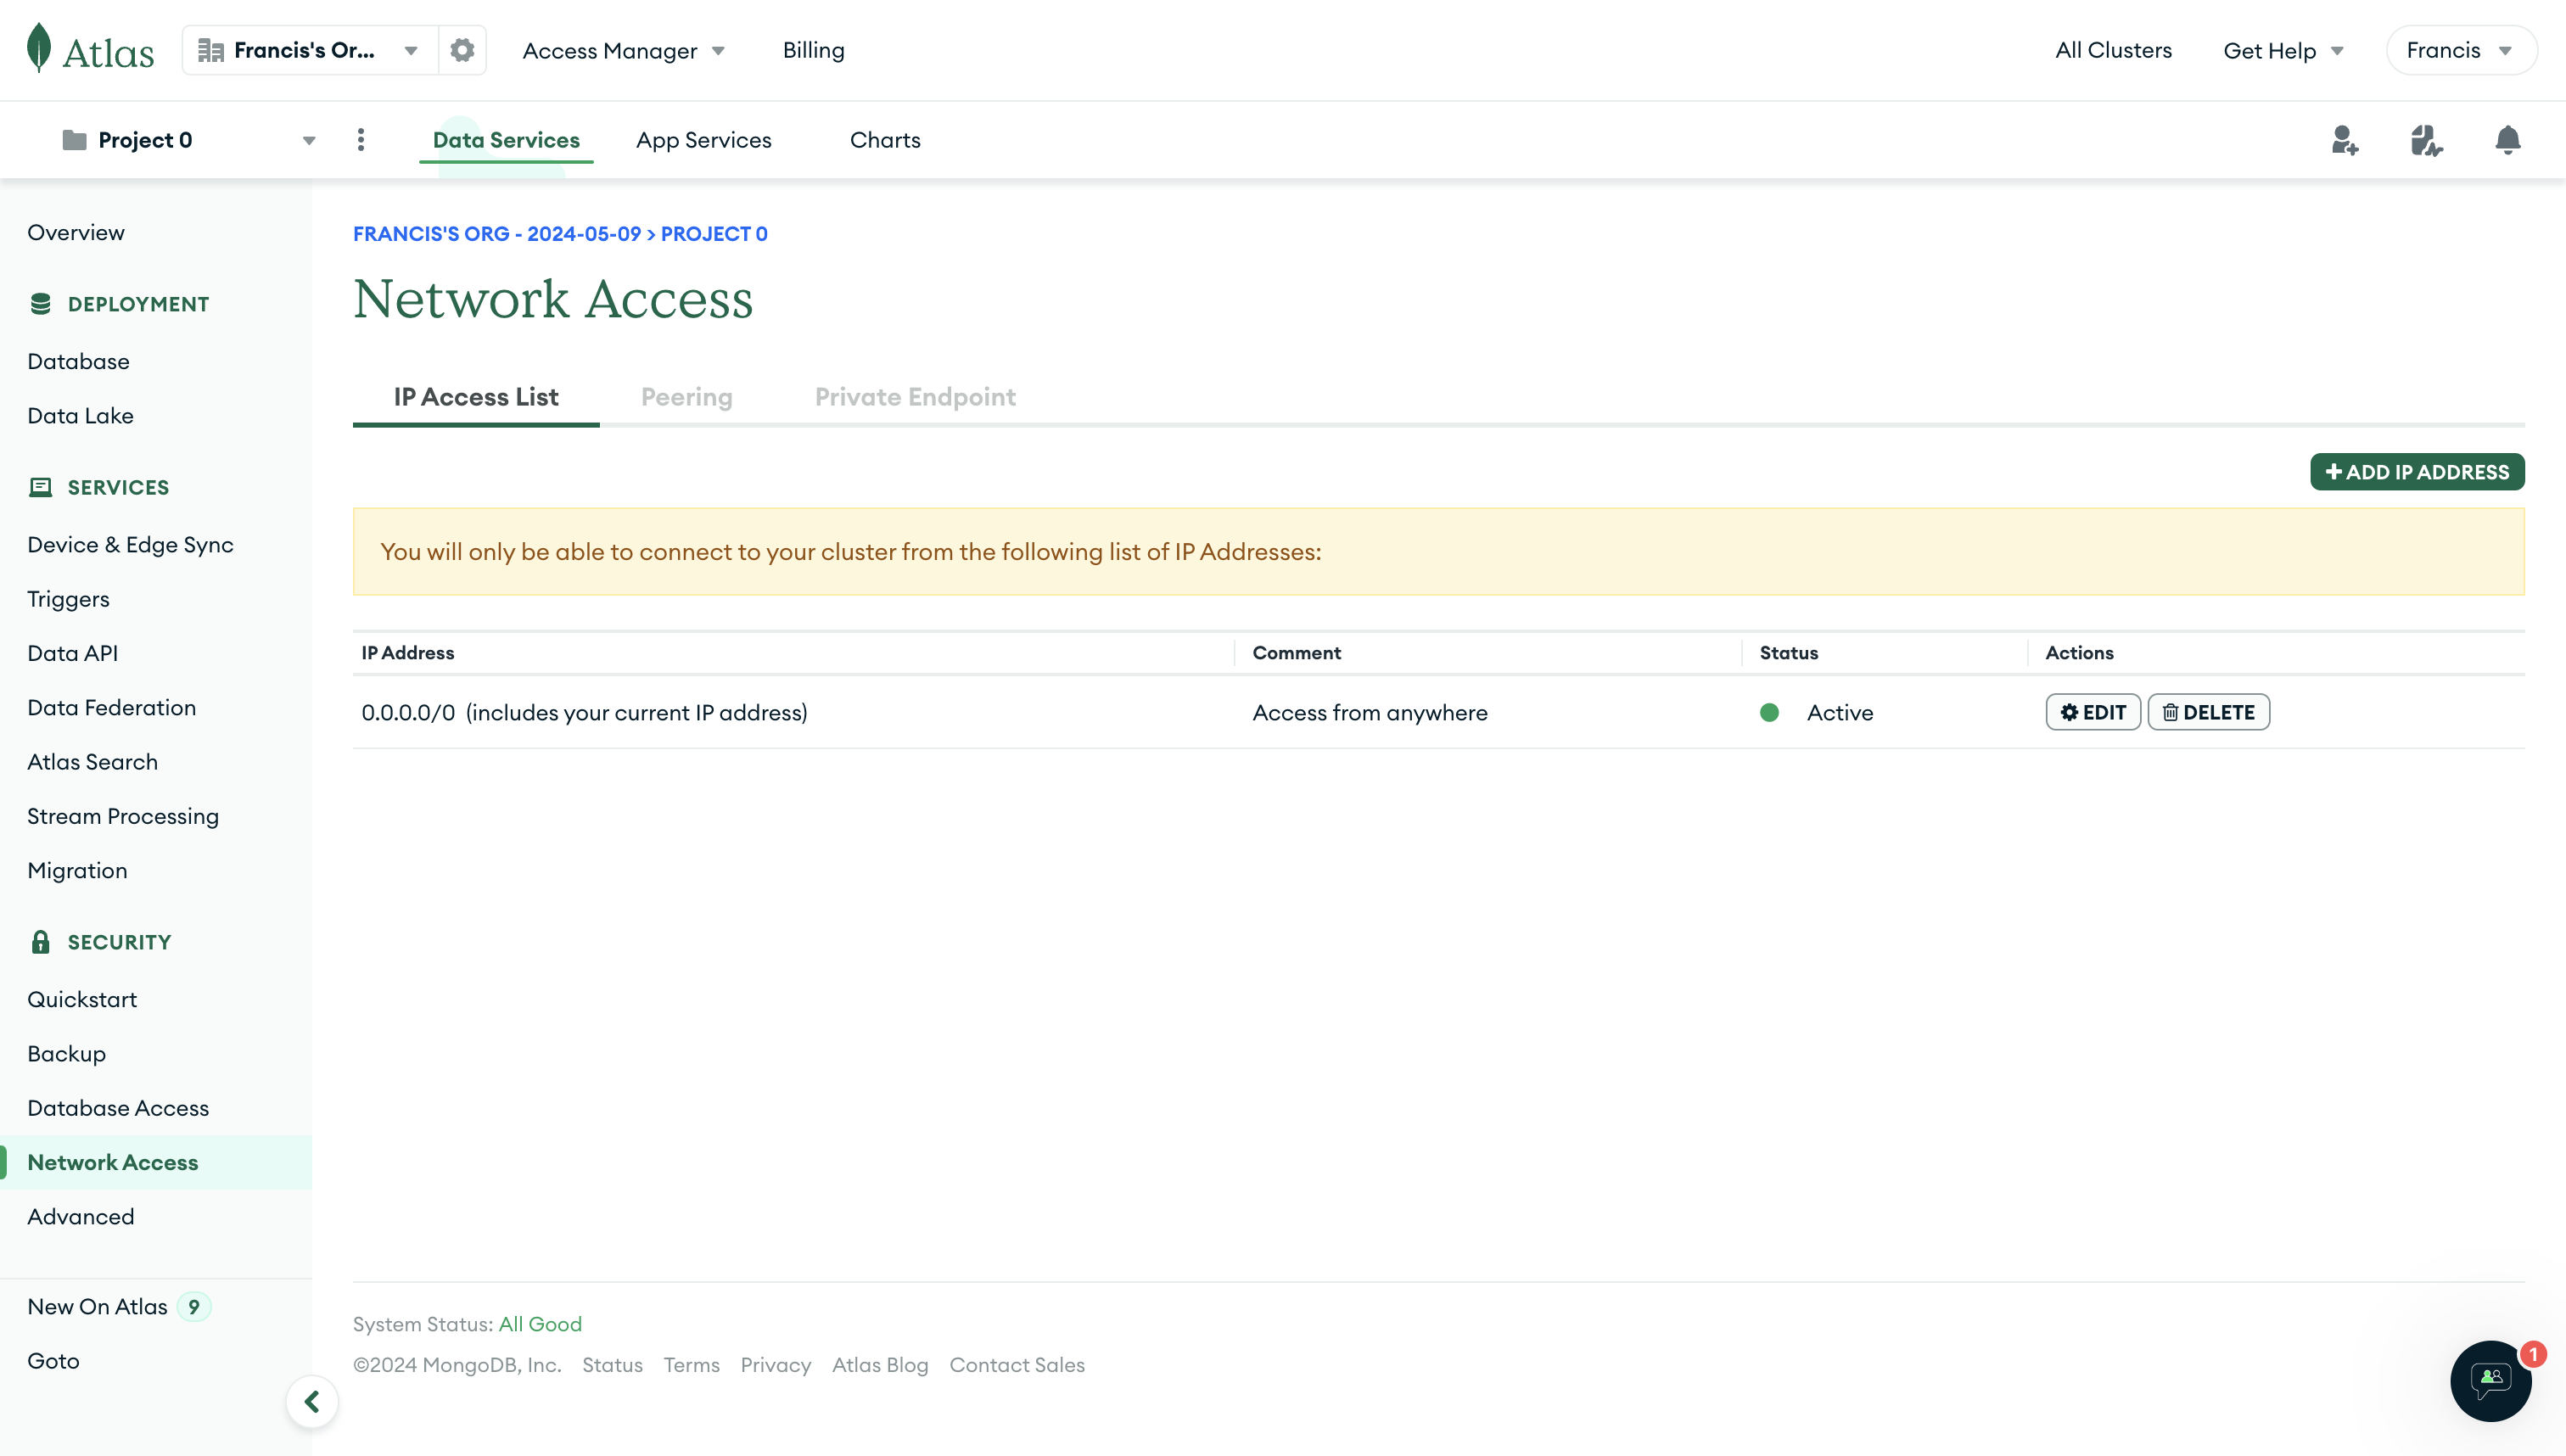 Atlas
Francis's Or...
Access Manager
Billing
All Clusters
Get Help
Francis
Project 0
Data Services
App Services
Charts
Overview
DEPLOYMENT
Database
Data Lake
SERVICES
Device & Edge Sync
Triggers
Data API
Data Federation
Atlas Search
Stream Processing
Migration
SECURITY
Quickstart
Backup
Database Access
Network Access
Advanced
New On Atlas 9
Goto
FRANCIS'S ORG - 2024-05-09 > PROJECT 0
Network Access
IP Access List
Peering
Private Endpoint
+ ADD IP ADDRESS
You will only be able to connect to your cluster from the following list of IP Addresses:
IP Address Comment Status Actions
0.0.0.0/0 (includes your current IP address) Access from anywhere Active EDIT DELETE
System Status: All Good
©2024 MongoDB, Inc. Status Terms Privacy Atlas Blog Contact Sales
1